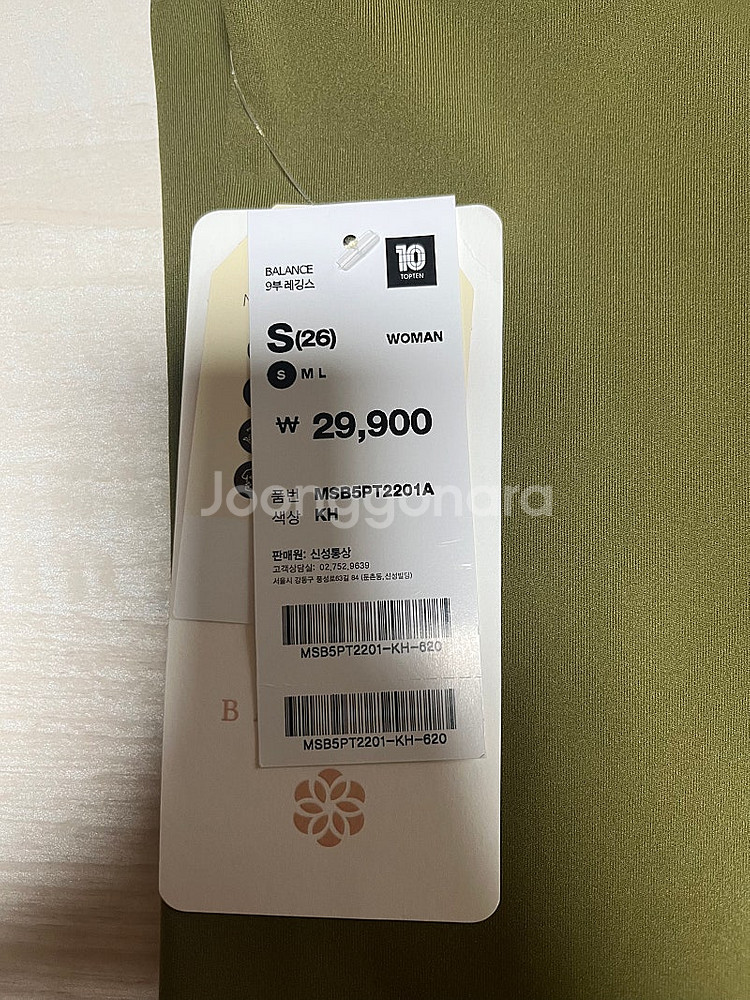 10
TOPTEN
BALANCE
9부 레깅스
S(26)
WOMAN
S M L
₩ 29,900
품번 MSB5PT2201A
색상 KH
Joonggonara
판매원: 신성통상
고객상담실: 02.752.9639
서울시 강동구 풍성로63길 84 (둔촌동,신성빌딩)
MSB5PT2201-KH-620
MSB5PT2201-KH-620
B